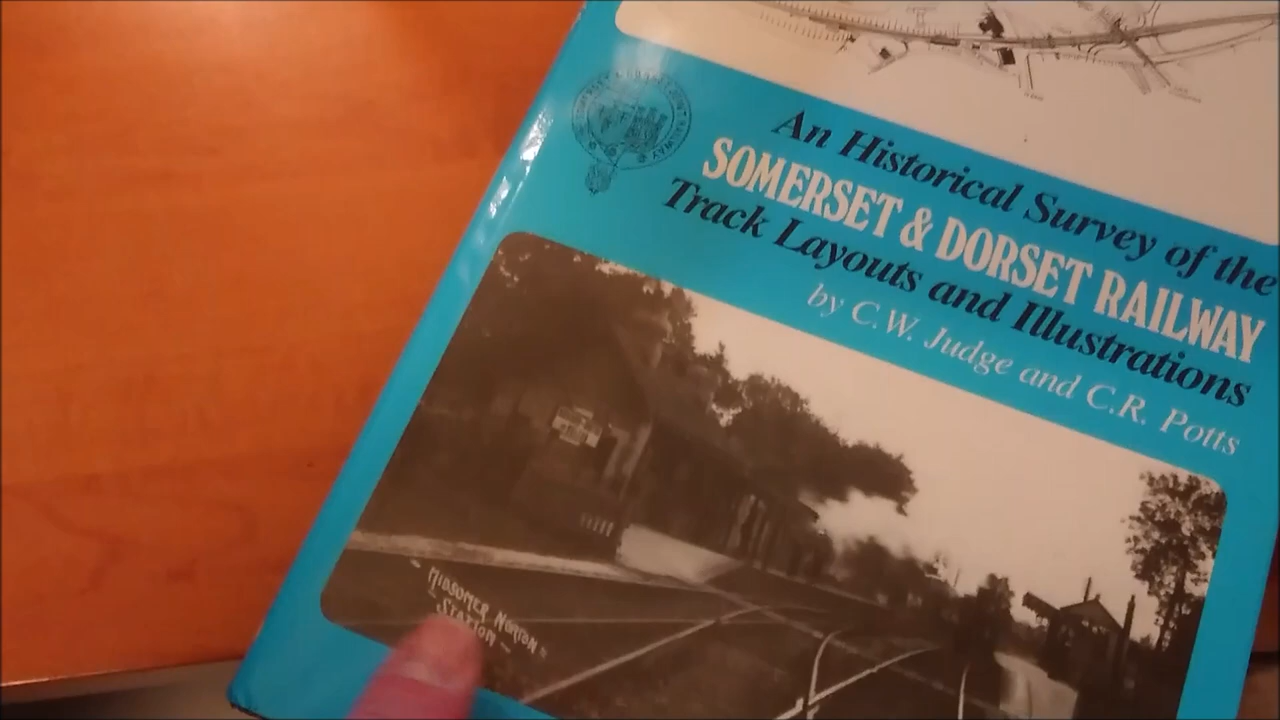 An Historical Survey of the
SOMERSET & DORSET RAILWAY
Track Layouts and Illustrations
by C.W. Judge and C.R. Potts
MIDSOMER NORTON
STATION